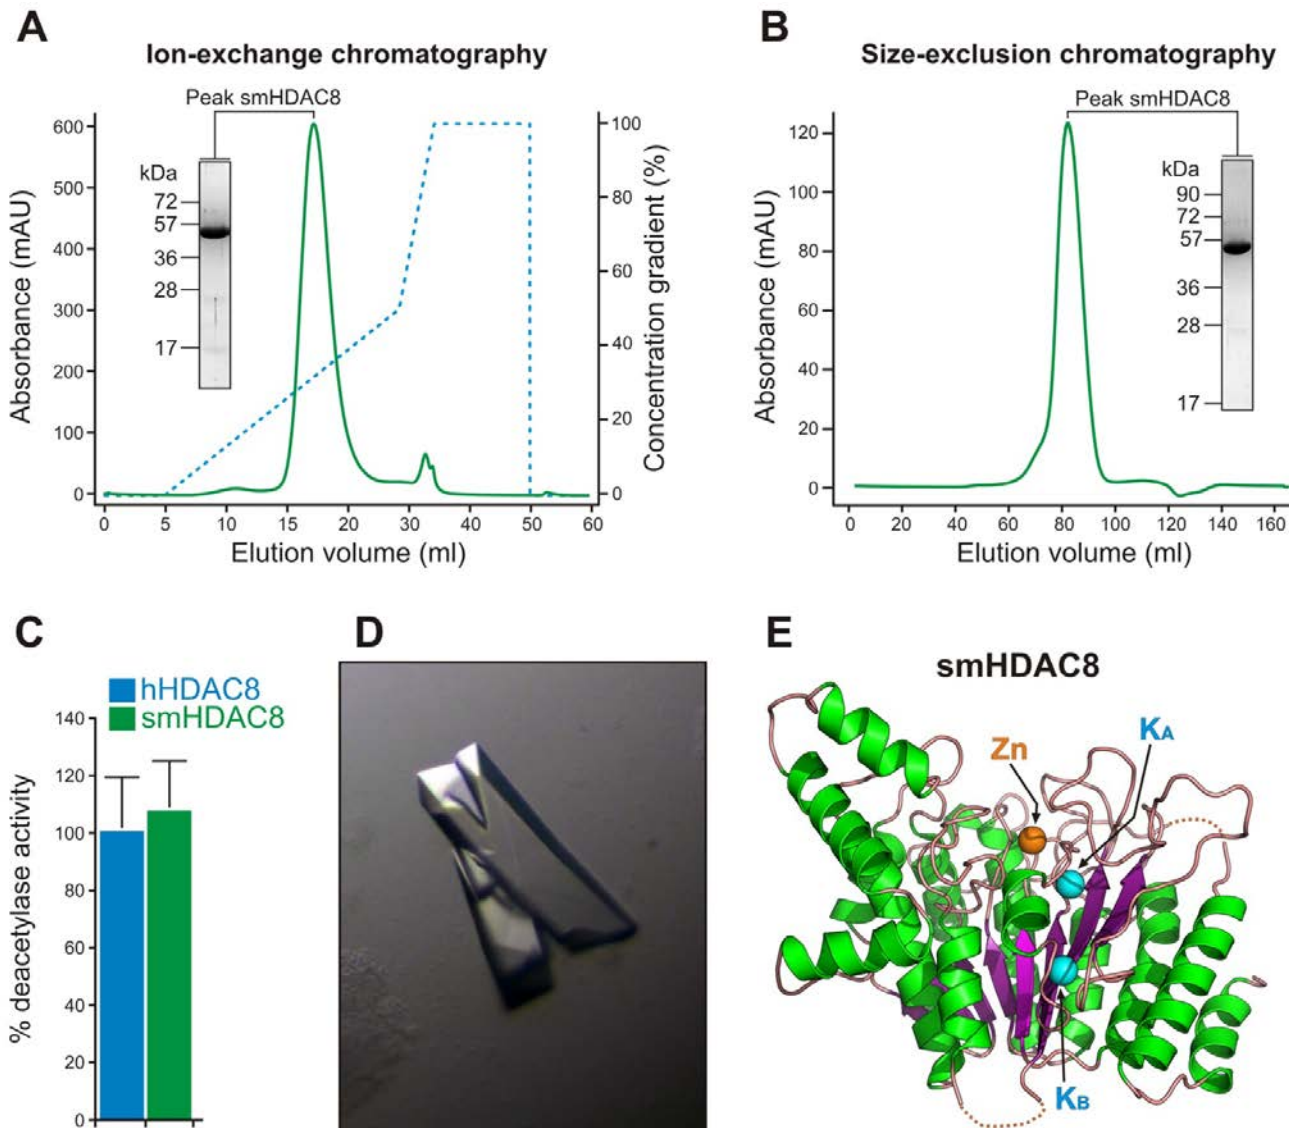 A
Ion-exchange chromatography
Peak smHDAC8
kDa
72
57
36
28
17
600
500
400
300
200
100
0
Absorbance (mAU)
100
80
60
40
20
0
Concentration gradient (%)
0 5 10 15 20 30 40 50 60
Elution volume (ml)
B
Size-exclusion chromatography
Peak smHDAC8
kDa
90
72
57
36
28
17
120
100
80
60
40
20
0
Absorbance (mAU)
0 20 40 60 80 100 120 140 160
Elution volume (ml)
C
hHDAC8
smHDAC8
140
120
100
80
60
40
20
0
% deacetylase activity
D
E
smHDAC8
Zn
KA
KB